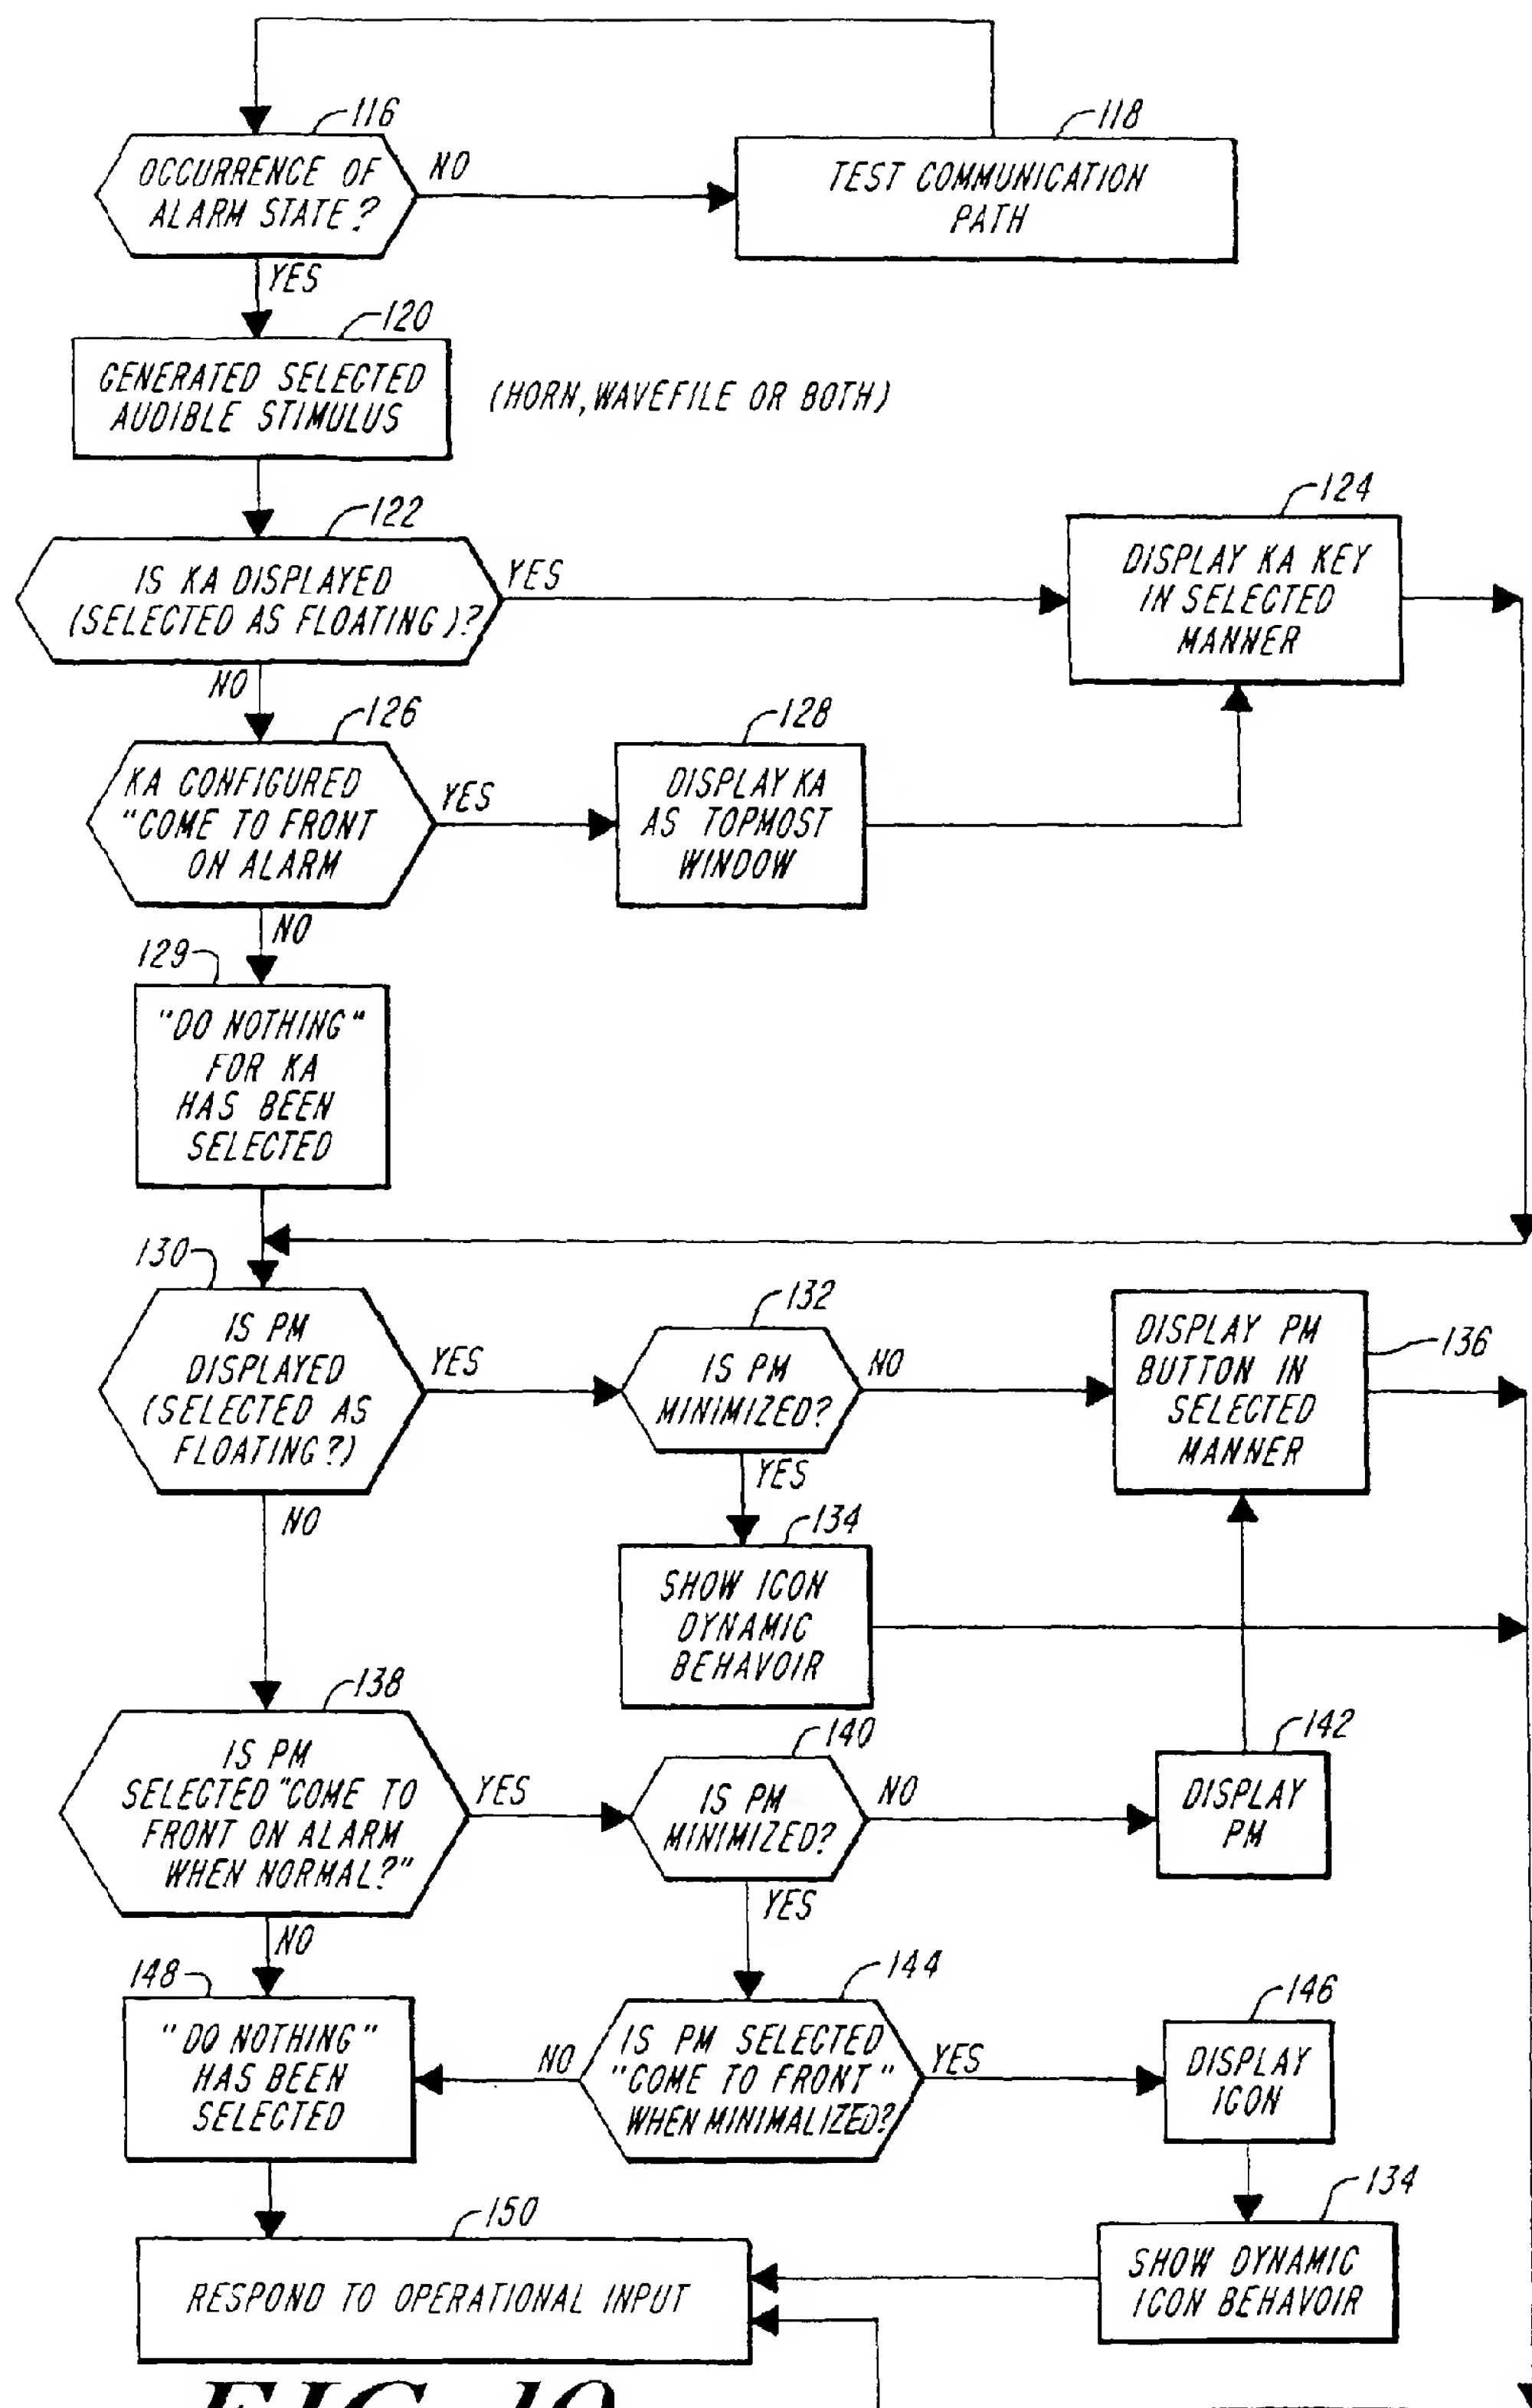 116
OCCURRENCE OF
ALARM STATE?
NO
118
TEST COMMUNICATION
PATH
YES
120
GENERATED SELECTED
AUDIBLE STIMULUS
(HORN, WAVEFILE OR BOTH)
122
IS KA DISPLAYED
(SELECTED AS FLOATING)?
YES
124
DISPLAY KA KEY
IN SELECTED
MANNER
NO
126
KA CONFIGURED
"COME TO FRONT
ON ALARM
YES
128
DISPLAY KA
AS TOPMOST
WINDOW
NO
129
"DO NOTHING"
FOR KA
HAS BEEN
SELECTED
130
IS PM
DISPLAYED
(SELECTED AS
FLOATING?)
YES
132
IS PM
MINIMIZED?
NO
DISPLAY PM
BUTTON IN
SELECTED
MANNER
136
YES
NO
134
SHOW ICON
DYNAMIC
BEHAVOIR
138
IS PM
SELECTED "COME TO
FRONT ON ALARM
WHEN NORMAL?"
YES
140
IS PM
MINIMIZED?
NO
142
DISPLAY
PM
YES
NO
148
"DO NOTHING"
HAS BEEN
SELECTED
NO
144
IS PM SELECTED
"COME TO FRONT"
WHEN MINIMALIZED?
YES
146
DISPLAY
ICON
134
SHOW DYNAMIC
ICON BEHAVOIR
150
RESPOND TO OPERATIONAL INPUT